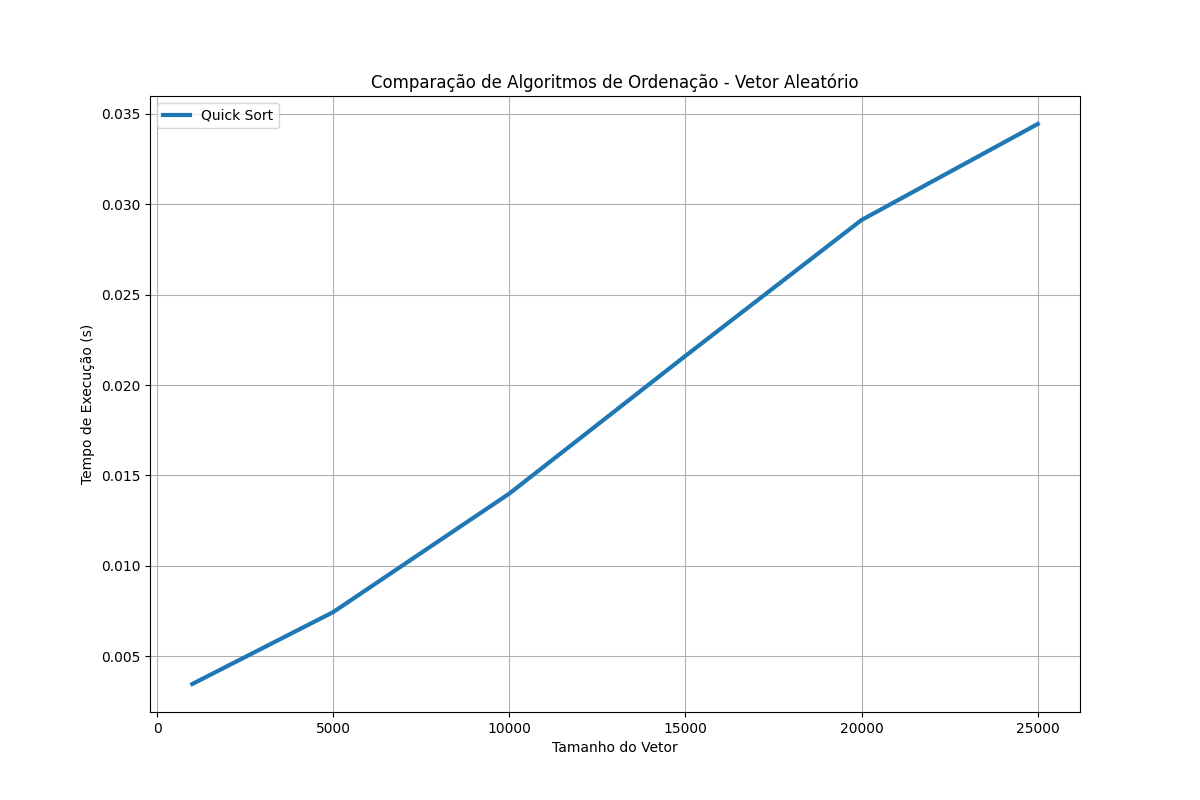 Comparação de Algoritmos de Ordenação - Vetor Aleatório
Quick Sort
0.035
0.030
0.025
0.020
0.015
0.010
0.005
Tempo de Execução (s)
0 5000 10000 15000 20000 25000
Tamanho do Vetor